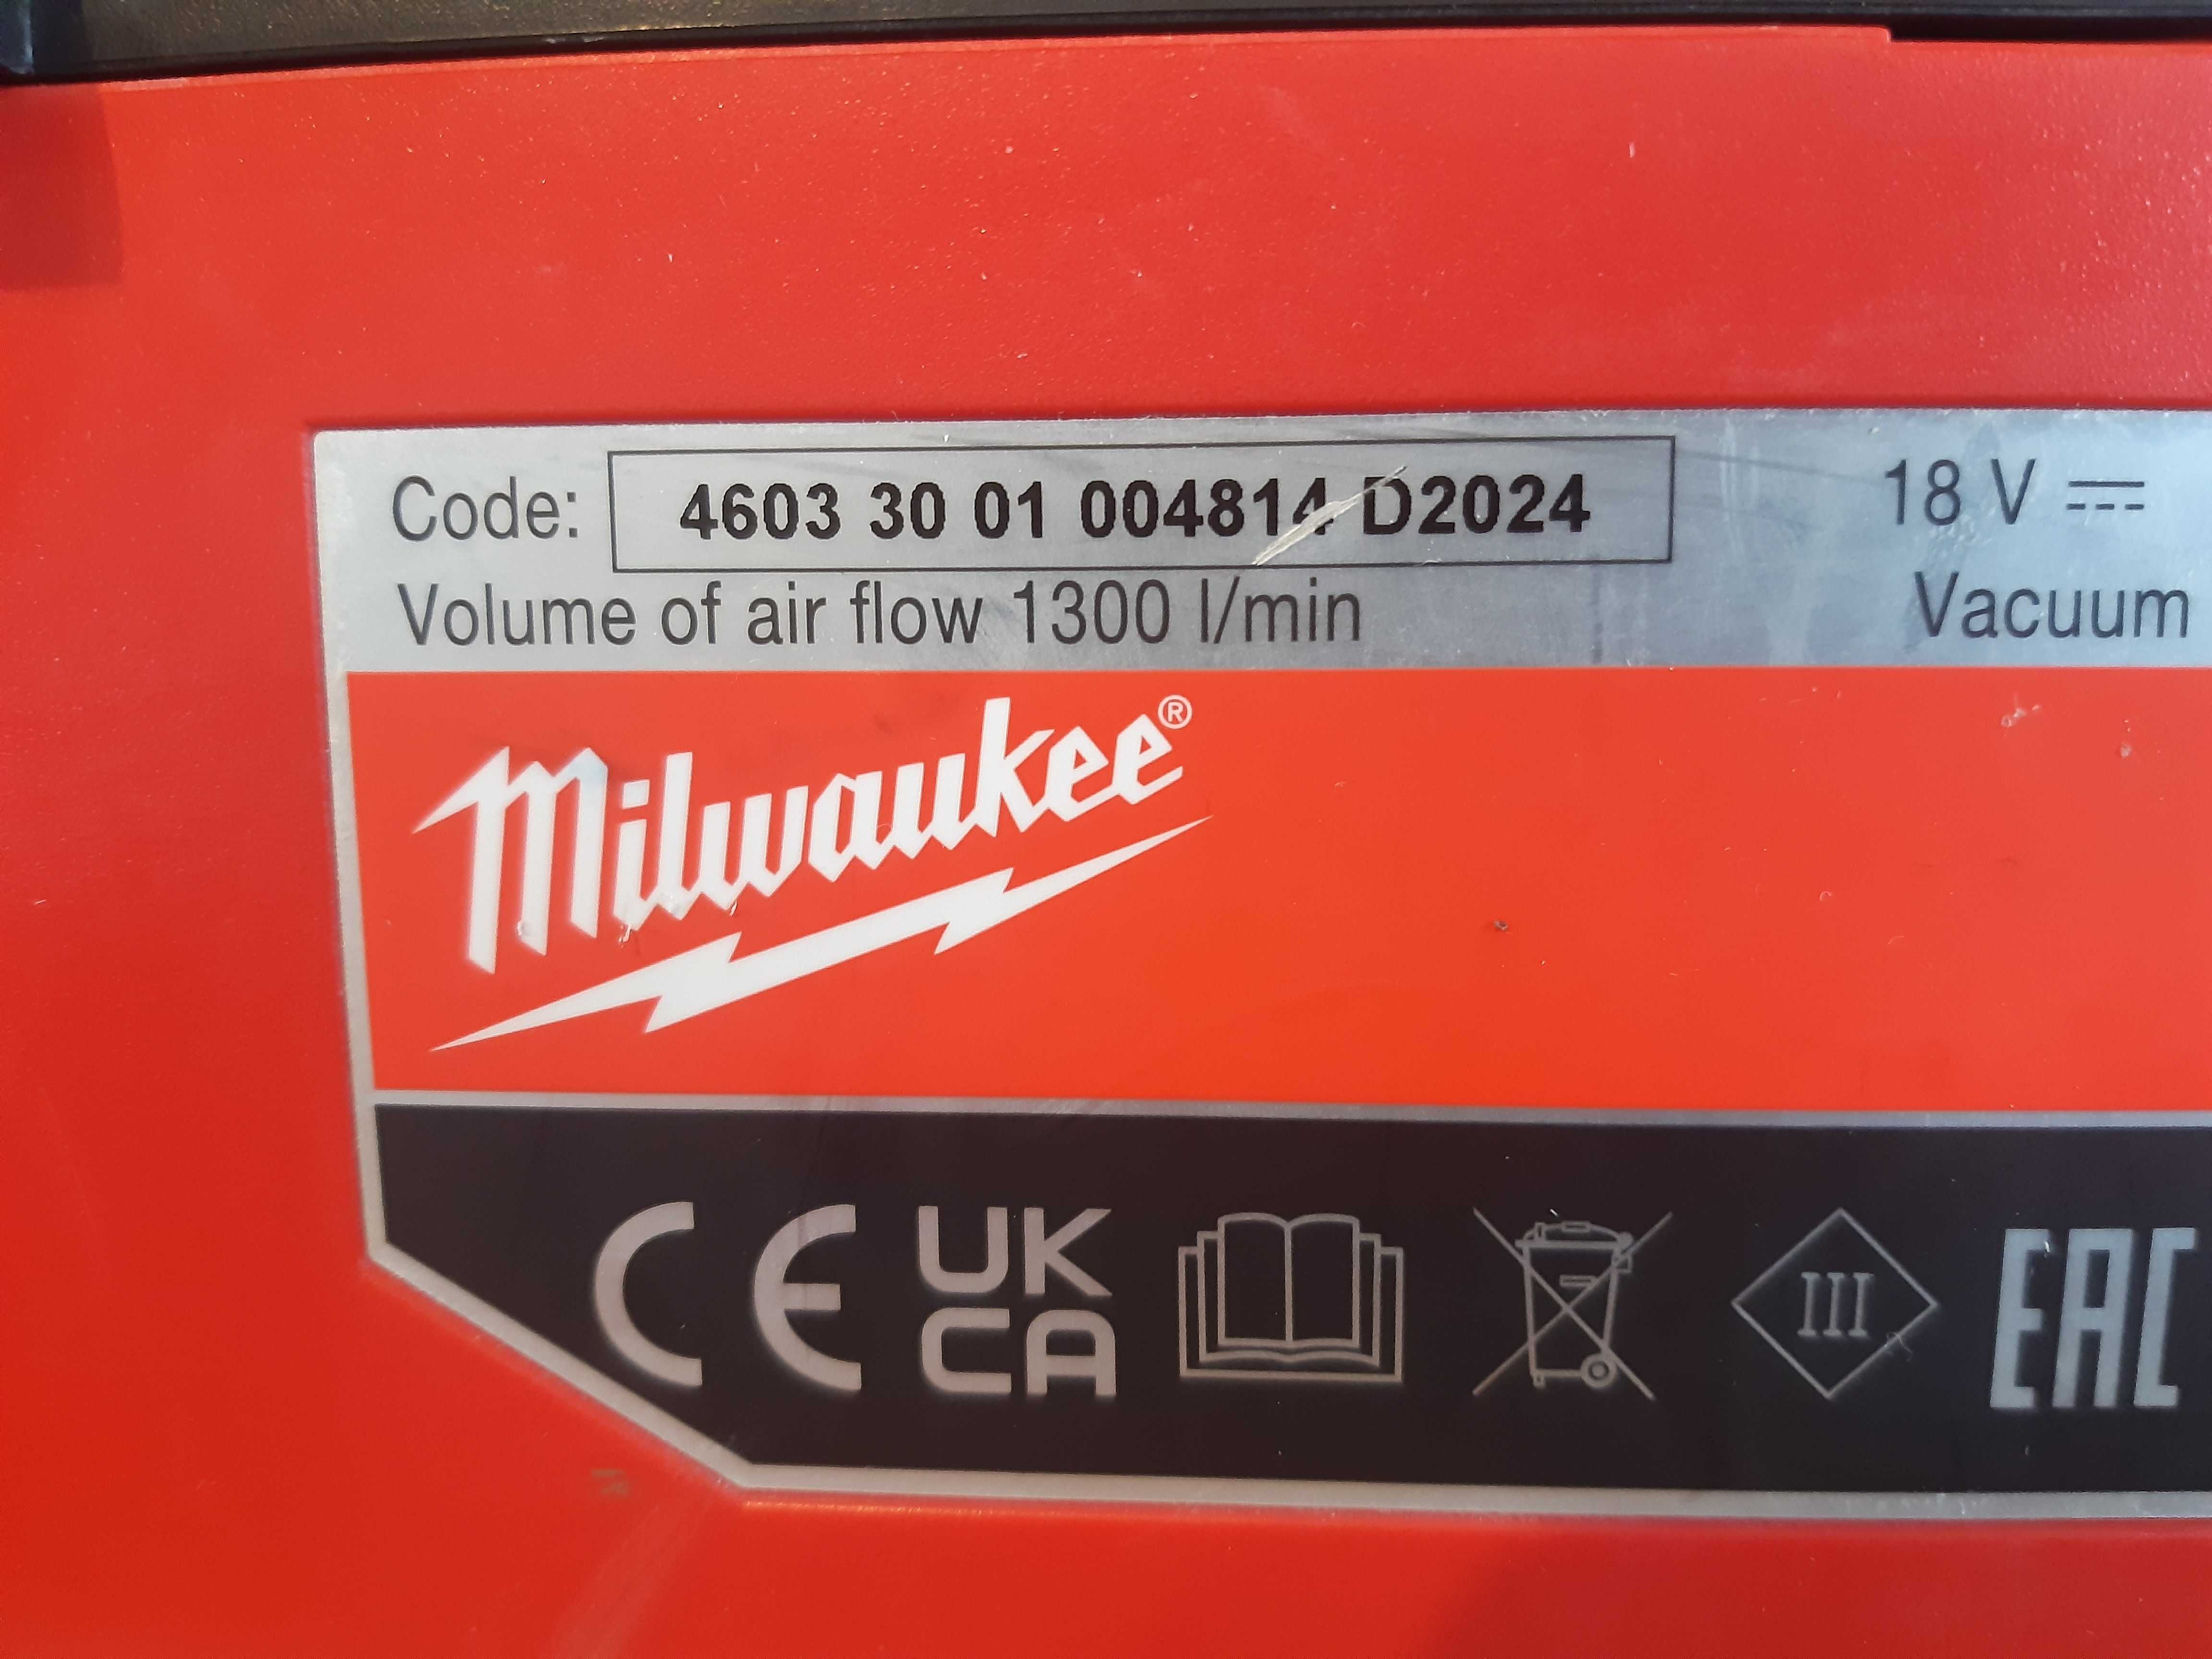 Code: 4603 30 01 004814 D2024 18 V
Volume of air flow 1300 l/min Vacuum
Milwaukee®
CE UK CA III EAC